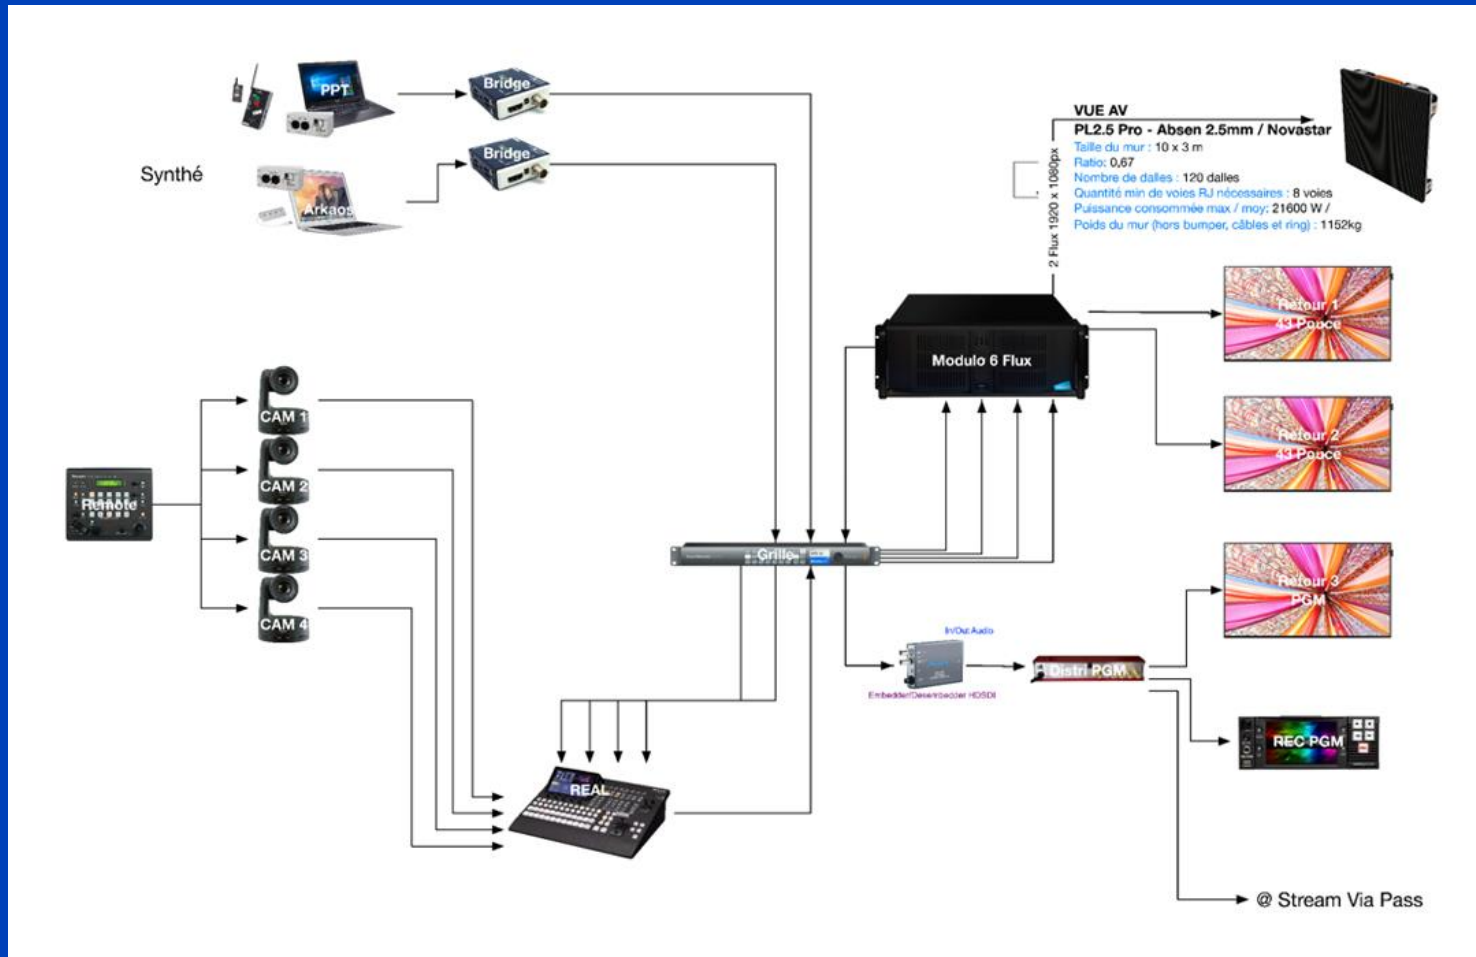 PPT
Bridge
Synthé
Arkaos
Bridge
VUE AV
PL2.5 Pro - Absen 2.5mm / Novastar
Taille du mur : 10 x 3 m
Ratio: 0,67
Nombre de dalles : 120 dalles
Quantité min de voies RJ nécessaires : 8 voies
Puissance consommée max / moy: 21600 W /
Poids du mur (hors bumper, câbles et ring) : 1152kg
2 Flux 1920 x 1080px
Modulo 6 Flux
Retour 1
43 Pouce
Retour 2
43 Pouce
CAM 1
CAM 2
CAM 3
CAM 4
Remote
Grille
Retour 3
PGM
In/Out Audio
Embedder/Desembedder HDSDI
Distri PGM
REC PGM
REAL
@ Stream Via Pass